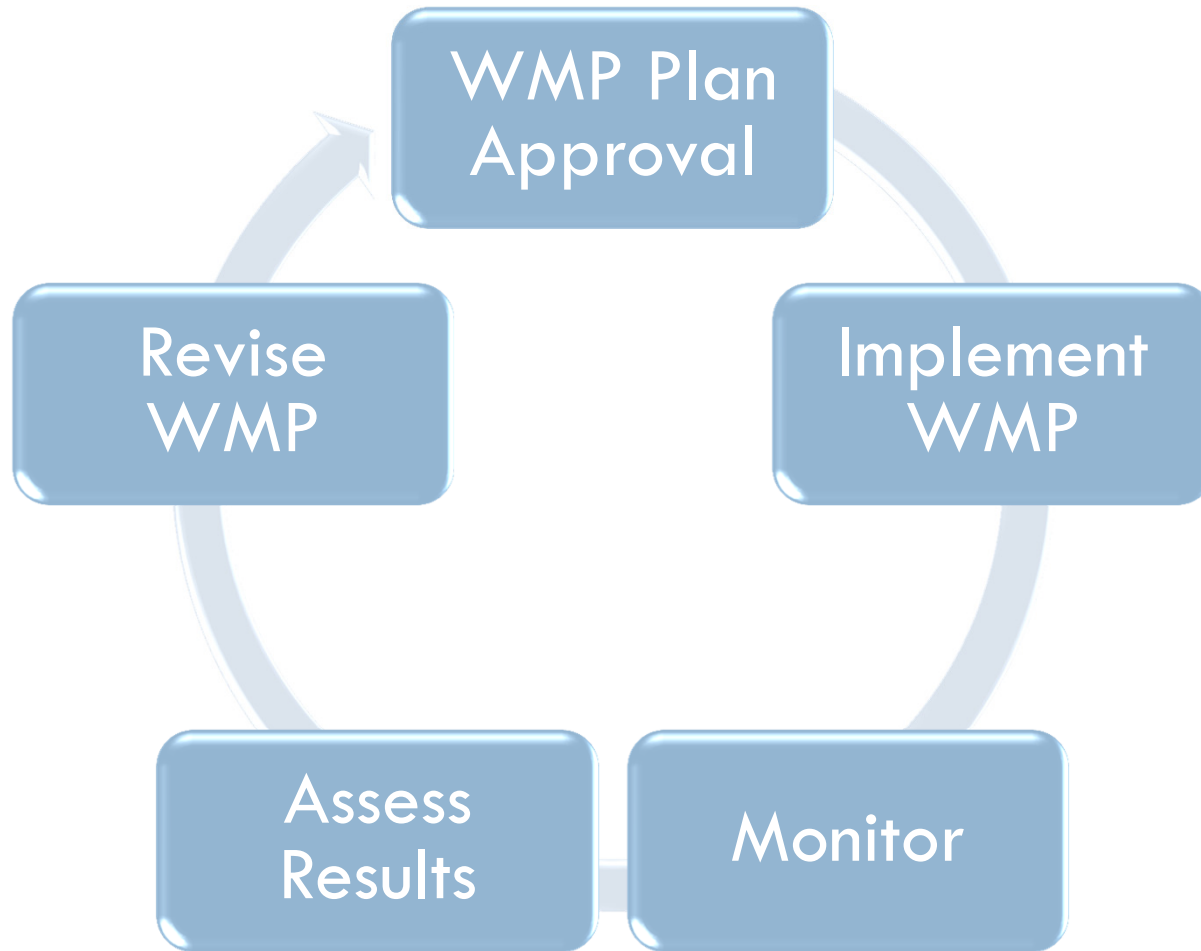 WMP Plan
Approval
Implement
WMP
Monitor
Assess
Results
Revise
WMP